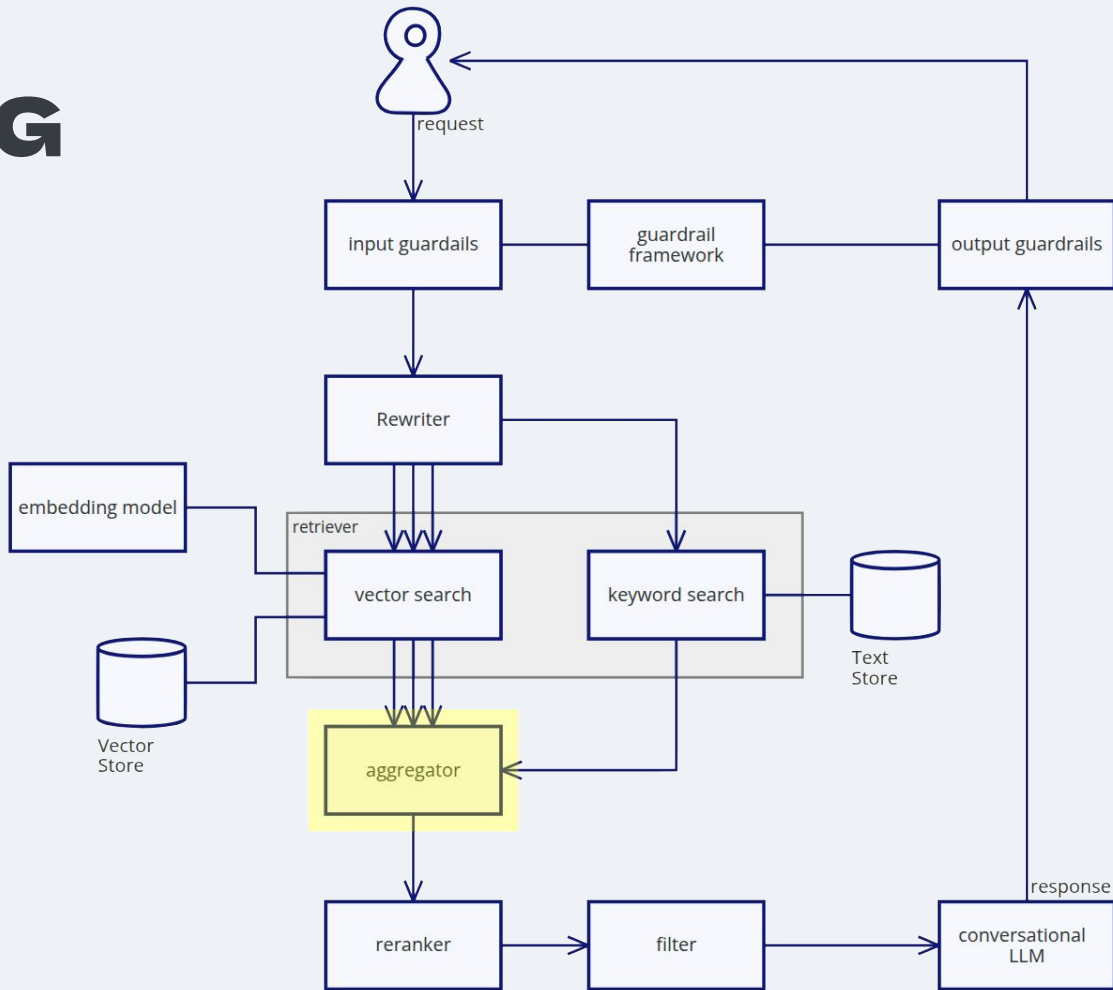 G
request
input guardails
guardrail
framework
output guardrails
Rewriter
embedding model
retriever
vector search
keyword search
Text
Store
Vector
Store
aggregator
response
reranker
filter
conversational
LLM